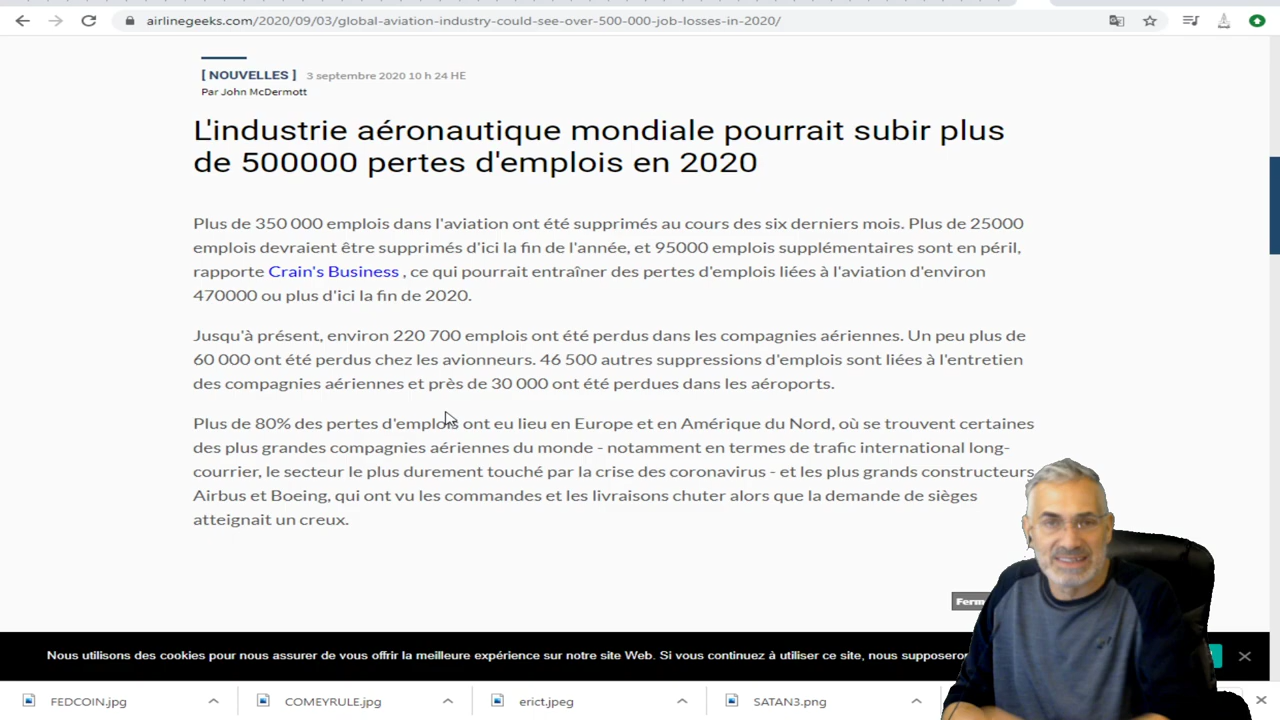 airlinegeeks.com/2020/09/03/global-aviation-industry-could-see-over-500-000-job-losses-in-2020/
[ NOUVELLES ] 3 septembre 2020 10 h 24 HE
Par John McDermott
L'industrie aéronautique mondiale pourrait subir plus
de 500000 pertes d'emplois en 2020
Plus de 350 000 emplois dans l'aviation ont été supprimés au cours des six derniers mois. Plus de 25000
emplois devraient être supprimés d'ici la fin de l'année, et 95000 emplois supplémentaires sont en péril,
rapporte Crain's Business , ce qui pourrait entraîner des pertes d'emplois liées à l'aviation d'environ
470000 ou plus d'ici la fin de 2020.
Jusqu'à présent, environ 220 700 emplois ont été perdus dans les compagnies aériennes. Un peu plus de
60 000 ont été perdus chez les avionneurs. 46 500 autres suppressions d'emplois sont liées à l'entretien
des compagnies aériennes et près de 30 000 ont été perdues dans les aéroports.
Plus de 80% des pertes d'emplois ont eu lieu en Europe et en Amérique du Nord, où se trouvent certaines
des plus grandes compagnies aériennes du monde - notamment en termes de trafic international long-
courrier, le secteur le plus durement touché par la crise des coronavirus - et les plus grands constructeurs
Airbus et Boeing, qui ont vu les commandes et les livraisons chuter alors que la demande de sièges
atteignait un creux.
Ferm
Nous utilisons des cookies pour nous assurer de vous offrir la meilleure expérience sur notre site Web. Si vous continuez à utiliser ce site, nous supposero
FEDCOIN.jpg COMEYRULE.jpg erict.jpeg SATAN3.png